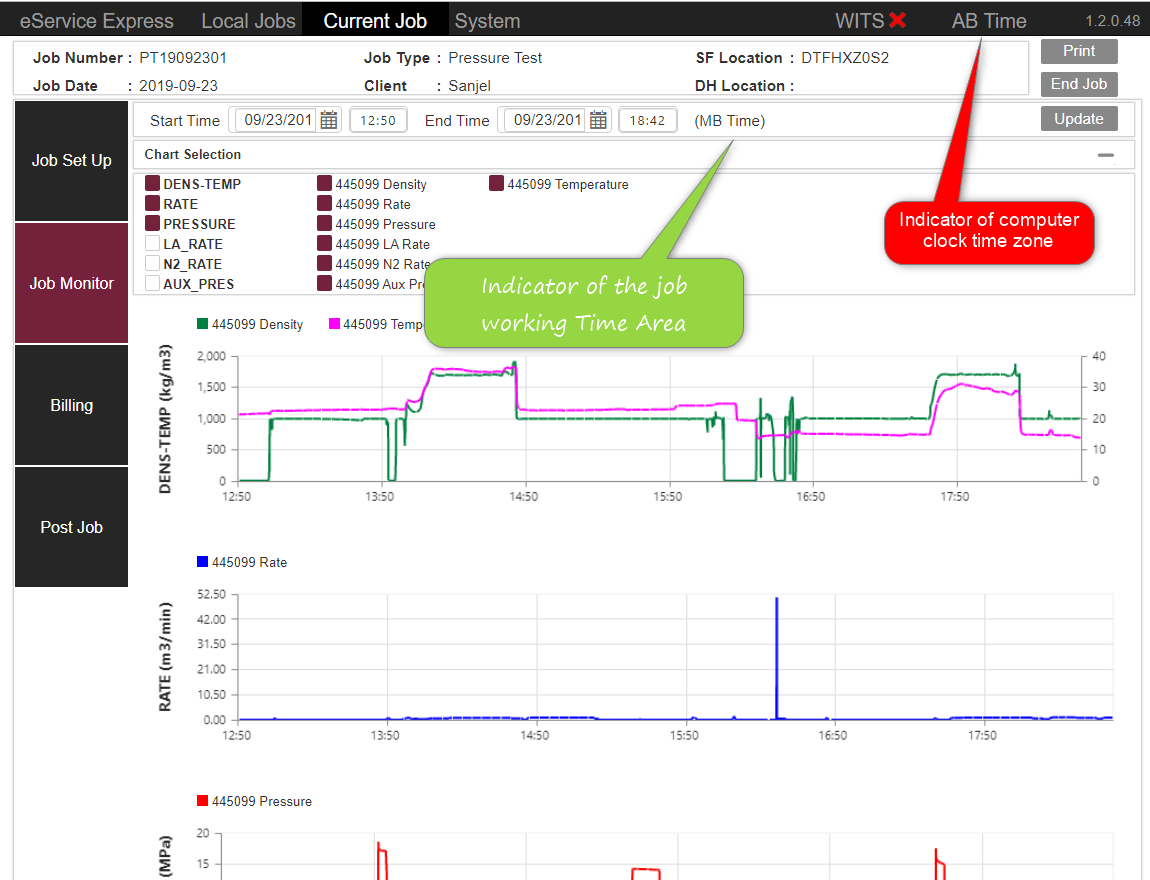 eService Express Local Jobs Current Job System WITS AB Time 1.2.0.48
Job Number : PT19092301 Job Type : Pressure Test SF Location : DTFHXZ0S2 Print
Job Date : 2019-09-23 Client : Sanjel DH Location : End Job
Start Time 09/23/201 12:50 End Time 09/23/201 18:42 (MB Time) Update
Job Set Up
Chart Selection
DENS-TEMP 445099 Density 445099 Temperature
RATE 445099 Rate
PRESSURE 445099 Pressure
LA_RATE 445099 LA Rate
N2_RATE 445099 N2 Rate
AUX_PRES 445099 Aux Pr
Indicator of computer
clock time zone
Indicator of the job
working Time Area
Job Monitor
Billing
Post Job
445099 Density 445099 Temp
DENS-TEMP (kg/m3)
2,000 40
1,500 30
1,000 20
500 10
0 0
12:50 13:50 14:50 15:50 16:50 17:50
445099 Rate
RATE (m3/min)
52.50
42.00
31.50
21.00
10.50
0.00
12:50 13:50 14:50 15:50 16:50 17:50
445099 Pressure
(MPa)
20
15